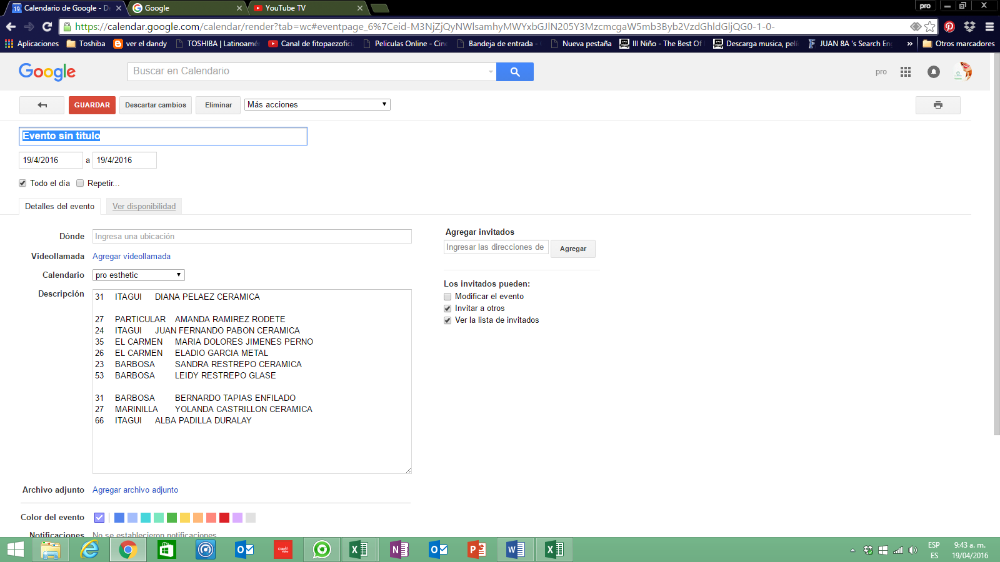 19 Calendario de Google - De
Google
YouTube TV
pro
https://calendar.google.com/calendar/render?tab=wc#eventpage_6%7Ceid-M3NjZjQyNWlsamhyMWYxbGJlN205Y3MzcmcgaW5mb3Byb2VzdGhldGljQG0-1-0-
Aplicaciones Toshiba ver el dandy TOSHIBA | Latinoamé Canal de fitopaezofici Peliculas Online - Cine Bandeja de entrada - Nueva pestaña Ill Niño - The Best Of Descarga musica, pelí JUAN 8A 's Search Eng » Otros marcadores
Google
Buscar en Calendario
pro
GUARDAR Descartar cambios Eliminar Más acciones
Evento sin título
19/4/2016 a 19/4/2016
Todo el día Repetir...
Detalles del evento Ver disponibilidad
Dónde Ingresa una ubicación
Videollamada Agregar videollamada
Calendario pro esthetic
Descripción
31 ITAGUI DIANA PELAEZ CERAMICA
27 PARTICULAR AMANDA RAMIREZ RODETE
24 ITAGUI JUAN FERNANDO PABON CERAMICA
35 EL CARMEN MARIA DOLORES JIMENES PERNO
26 EL CARMEN ELADIO GARCIA METAL
23 BARBOSA SANDRA RESTREPO CERAMICA
53 BARBOSA LEIDY RESTREPO GLASE
31 BARBOSA BERNARDO TAPIAS ENFILADO
27 MARINILLA YOLANDA CASTRILLON CERAMICA
66 ITAGUI ALBA PADILLA DURALAY
Agregar invitados
Ingresar las direcciones de Agregar
Los invitados pueden:
Modificar el evento
Invitar a otros
Ver la lista de invitados
Archivo adjunto Agregar archivo adjunto
Color del evento
Notificaciones No se establecieron notificaciones
Claro
ESP
ES
9:43 a. m.
19/04/2016